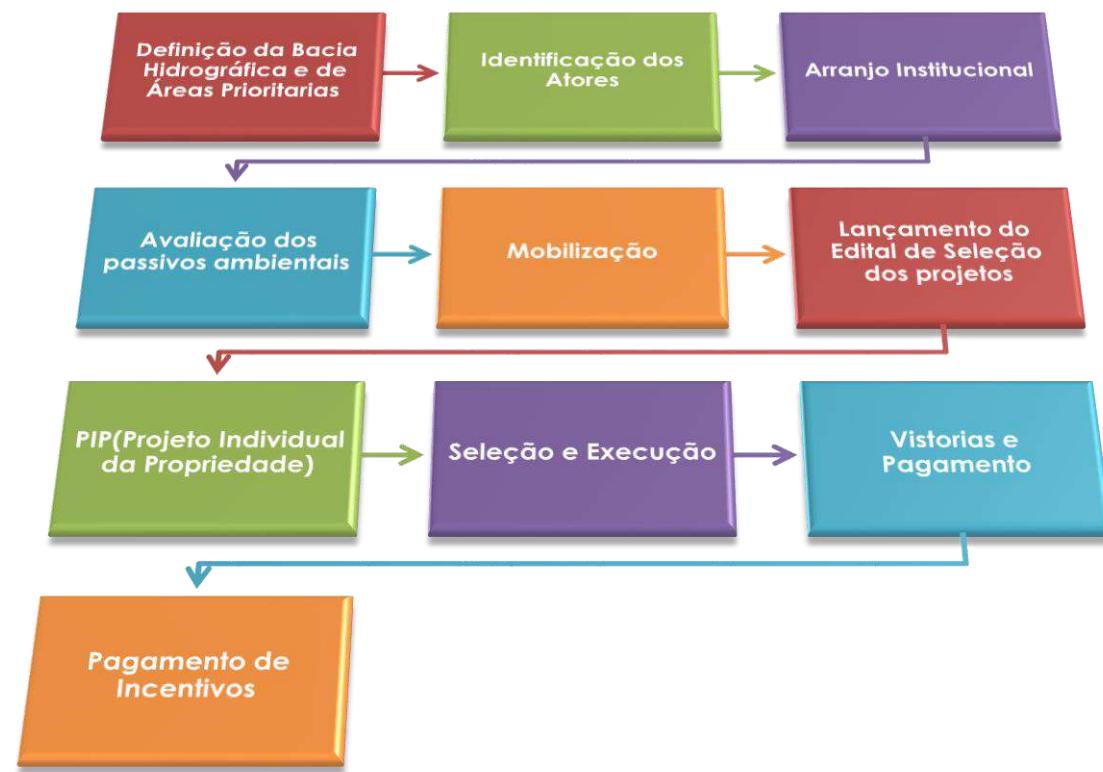 Definição da Bacia
Hidrográfica e de
Áreas Prioritarias
Identificação dos
Atores
Arranjo Institucional
Avaliação dos
passivos ambientais
Mobilização
Lançamento do
Edital de Seleção
dos projetos
PIP(Projeto Individual
da Propriedade)
Seleção e Execução
Vistorias e
Pagamento
Pagamento de
Incentivos